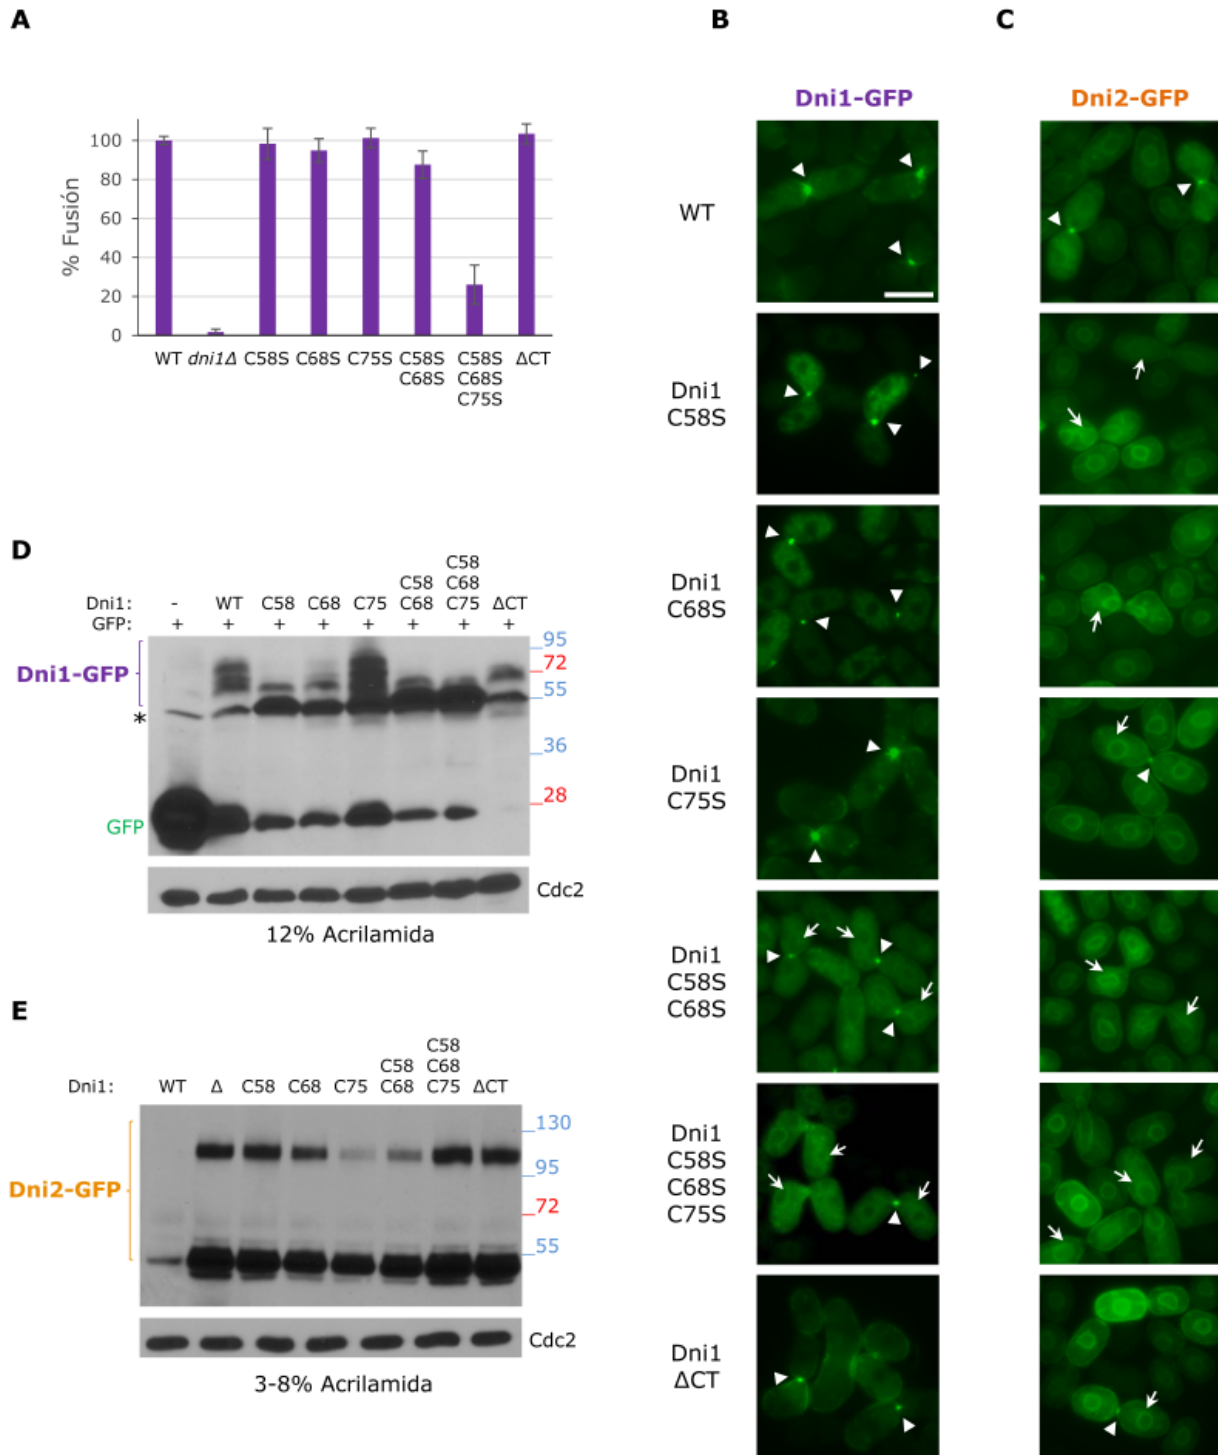 A
% Fusión
100
80
60
40
20
0
WT dni1Δ C58S C68S C75S C58S C58S ΔCT
C68S C68S
C75S
B
Dni1-GFP
C
Dni2-GFP
WT
Dni1
C58S
Dni1
C68S
Dni1
C75S
Dni1
C58S
C68S
Dni1
C58S
C68S
C75S
Dni1
ΔCT
D
C58
C58 C68
Dni1: - WT C58 C68 C75 C68 C75 ΔCT
GFP: + + + + + + + +
Dni1-GFP
*
GFP
95
72
55
36
28
Cdc2
12% Acrilamida
E
C58
C58 C68
Dni1: WT Δ C58 C68 C75 C68 C75 ΔCT
Dni2-GFP
130
95
72
55
Cdc2
3-8% Acrilamida